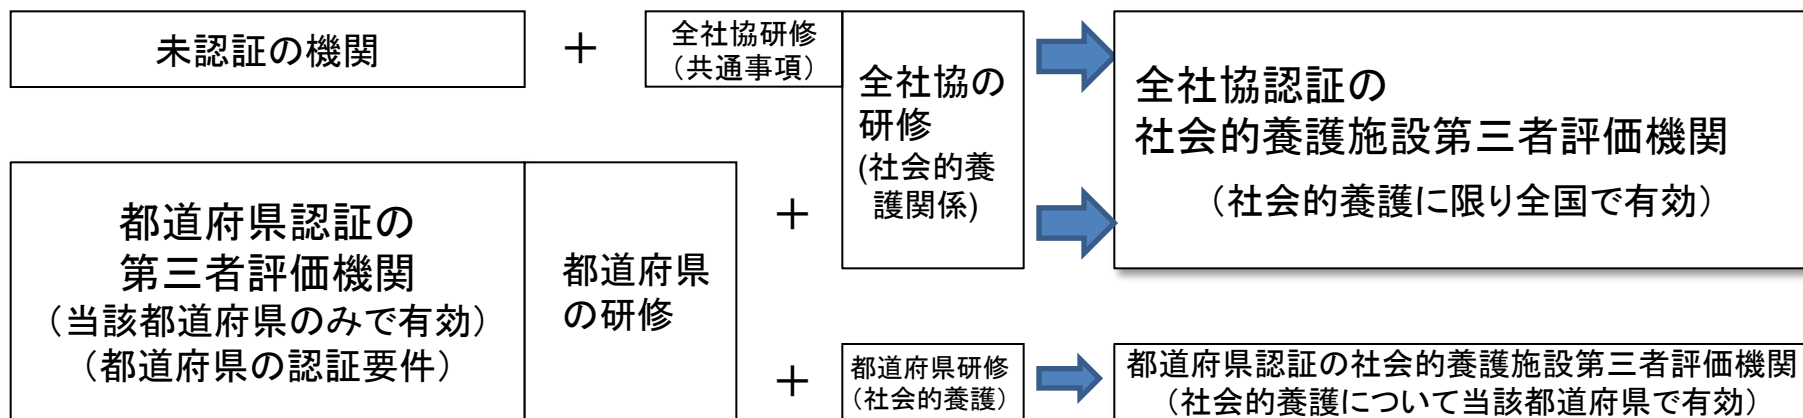 未認証の機関
＋
全社協研修
（共通事項）
全社協の
研修
(社会的養
護関係)
全社協認証の
社会的養護施設第三者評価機関
（社会的養護に限り全国で有効）
都道府県認証の
第三者評価機関
（当該都道府県のみで有効）
（都道府県の認証要件）
都道府県
の研修
＋
＋
都道府県研修
（社会的養護）
都道府県認証の社会的養護施設第三者評価機関
（社会的養護について当該都道府県で有効）